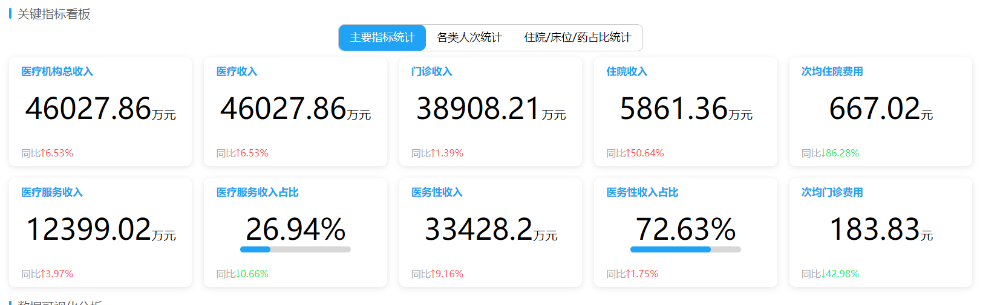 关键指标看板
主要指标统计 各类人次统计 住院/床位/药占比统计
医疗机构总收入
46027.86万元
同比↑6.53%
医疗收入
46027.86万元
同比↑6.53%
门诊收入
38908.21万元
同比↑1.39%
住院收入
5861.36万元
同比↑50.64%
次均住院费用
667.02元
同比↓86.28%
医疗服务收入
12399.02万元
同比↑3.97%
医疗服务收入占比
26.94%
同比↓0.66%
医务性收入
33428.2万元
同比↑9.16%
医务性收入占比
72.63%
同比↑1.75%
次均门诊费用
183.83元
同比↓42.98%
数据可视化分析